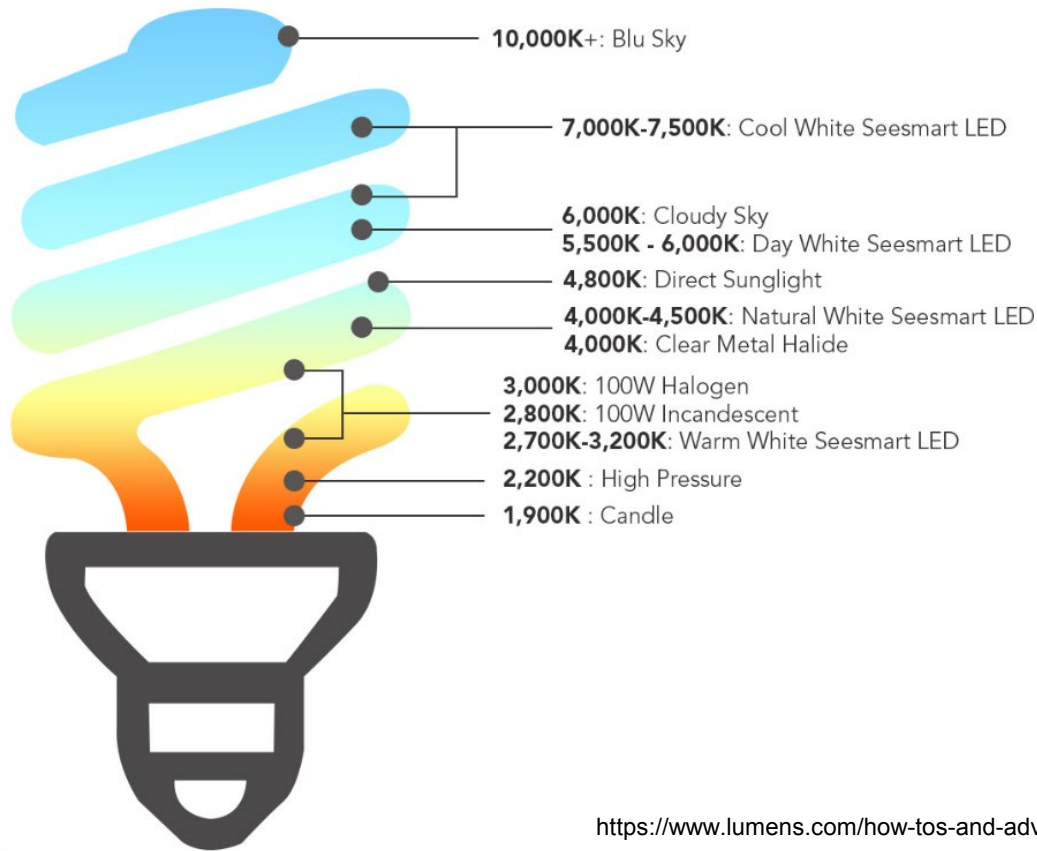 10,000K+: Blu Sky
7,000K-7,500K: Cool White Seesmart LED
6,000K: Cloudy Sky
5,500K - 6,000K: Day White Seesmart LED
4,800K: Direct Sunglight
4,000K-4,500K: Natural White Seesmart LED
4,000K: Clear Metal Halide
3,000K: 100W Halogen
2,800K: 100W Incandescent
2,700K-3,200K: Warm White Seesmart LED
2,200K : High Pressure
1,900K : Candle
https://www.lumens.com/how-tos-and-adv